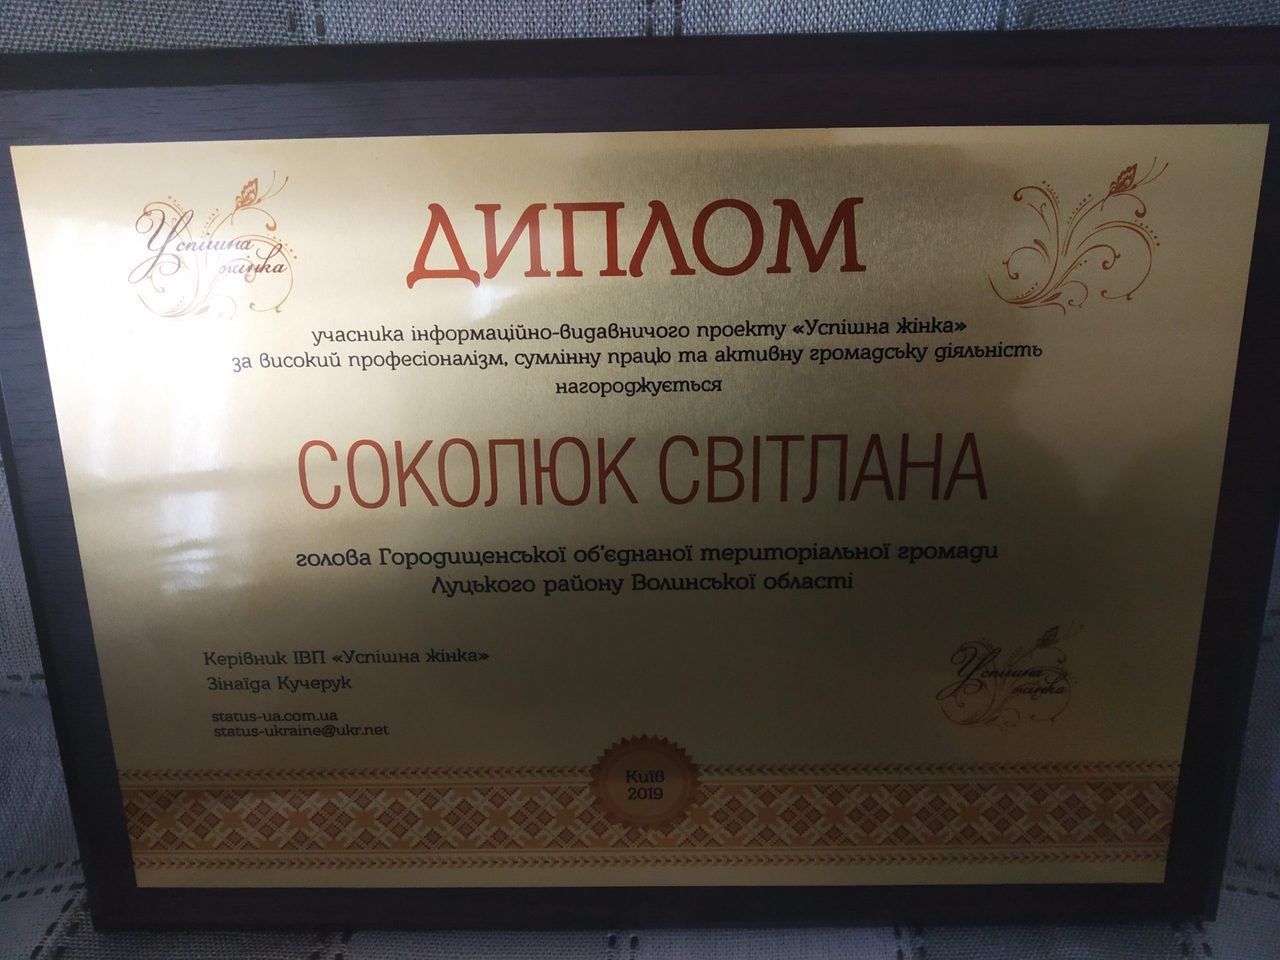 Успішна
жінка
ДИПЛОМ
учасника інформаційно-видавничого проекту «Успішна жінка»
за високий професіоналізм, сумлінну працю та активну громадську діяльність
нагороджується
СОКОЛЮК СВІТЛАНА
голова Городищенської об'єднаної територіальної громади
Луцького району Волинської області
Керівник ІВП «Успішна жінка»
Зінаїда Кучерук
status-ua.com.ua
status-ukraine@ukr.net
Успішна
жінка
Київ
2019